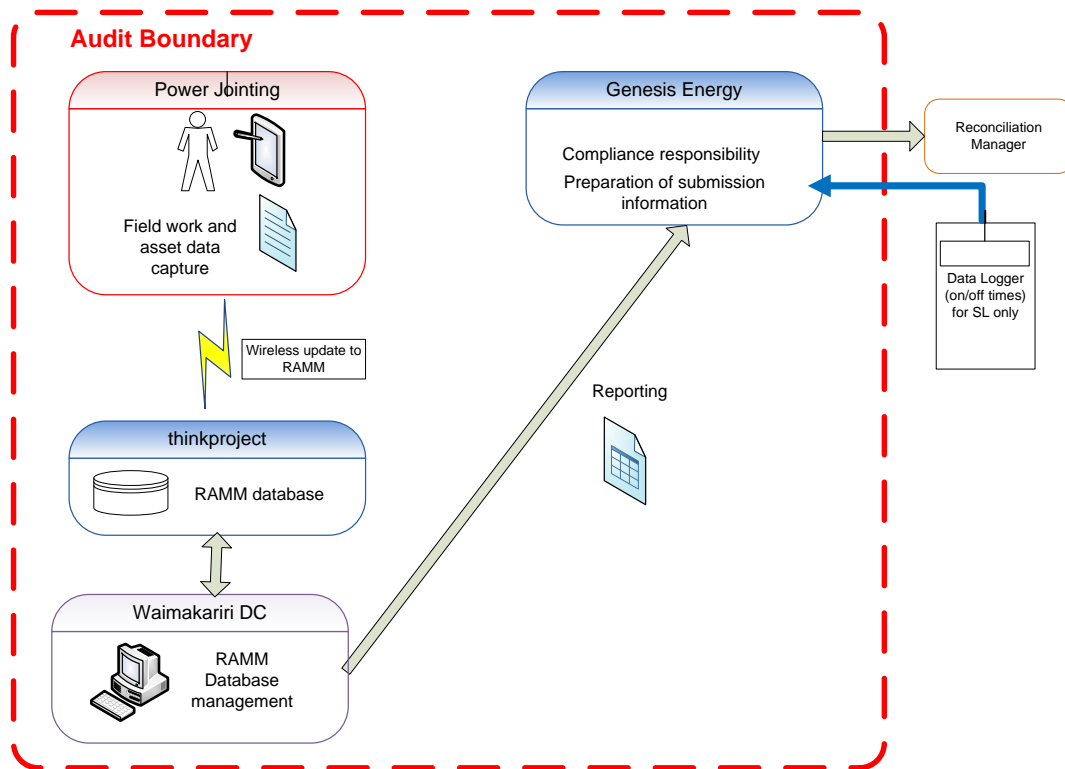 Audit Boundary
Power Jointing
Field work and
asset data
capture
Wireless update to
RAMM
thinkproject
RAMM database
Waimakariri DC
RAMM
Database
management
Genesis Energy
Compliance responsibility
Preparation of submission
information
Reporting
Reconciliation
Manager
Data Logger
(on/off times)
for SL only